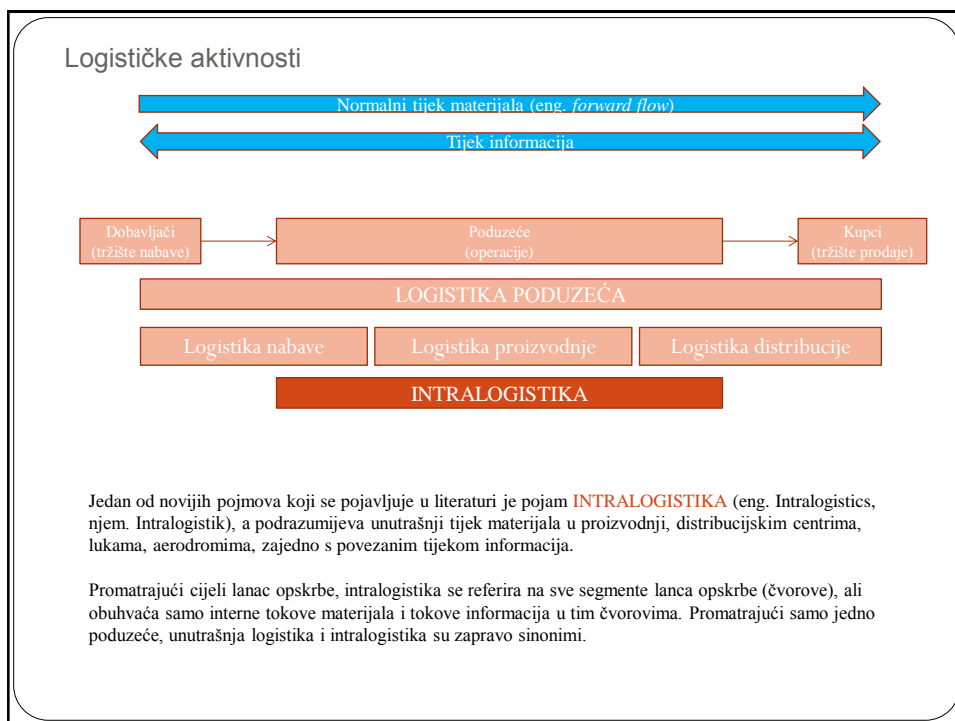 Logističke aktivnosti
Normalni tijek materijala (eng. forward flow)
Tijek informacija
Dobavljači
(tržište nabave)
Poduzeće
(operacije)
Kupci
(tržište prodaje)
LOGISTIKA PODUZEĆA
Logistika nabave
Logistika proizvodnje
Logistika distribucije
INTRALOGISTIKA
Jedan od novijih pojmova koji se pojavljuje u literaturi je pojam INTRALOGISTIKA (eng. Intralogistics,
njem. Intralogistik), a podrazumijeva unutrašnji tijek materijala u proizvodnji, distribucijskim centrima,
lukama, aerodromima, zajedno s povezanim tijekom informacija.
Promatrajući cijeli lanac opskrbe, intralogistika se referira na sve segmente lanca opskrbe (čvorove), ali
obuhvaća samo interne tokove materijala i tokove informacija u tim čvorovima. Promatrajući samo jedno
poduzeće, unutrašnja logistika i intralogistika su zapravo sinonimi.